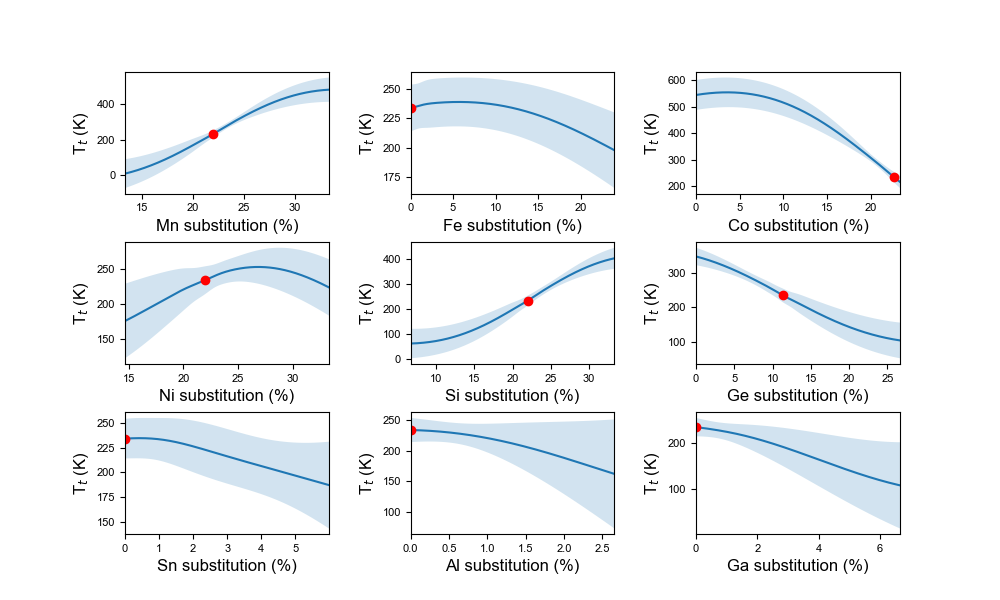 400
200
0
T_t (K)
15 20 25 30
Mn substitution (%)
250
225
200
175
T_t (K)
0 5 10 15 20
Fe substitution (%)
600
500
400
300
200
T_t (K)
0 5 10 15 20
Co substitution (%)
250
200
150
T_t (K)
15 20 25 30
Ni substitution (%)
400
300
200
100
0
T_t (K)
10 15 20 25 30
Si substitution (%)
300
200
100
T_t (K)
0 5 10 15 20 25
Ge substitution (%)
250
225
200
175
150
T_t (K)
0 1 2 3 4 5
Sn substitution (%)
250
200
150
100
T_t (K)
0.0 0.5 1.0 1.5 2.0 2.5
Al substitution (%)
200
100
T_t (K)
0 2 4 6
Ga substitution (%)